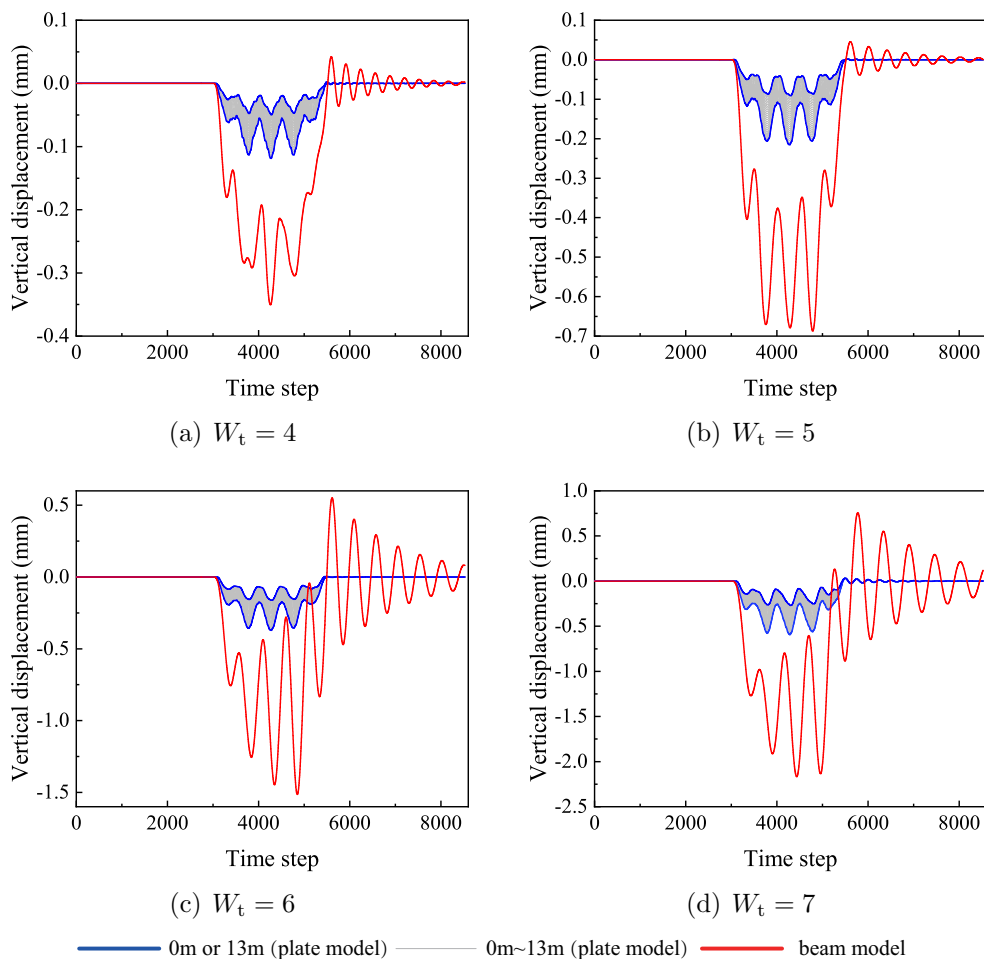 0.1
0.0
-0.1
-0.2
-0.3
-0.4
Vertical displacement (mm)
0 2000 4000 6000 8000
Time step
(a) Wt = 4
0.1
0.0
-0.1
-0.2
-0.3
-0.4
-0.5
-0.6
-0.7
Vertical displacement (mm)
0 2000 4000 6000 8000
Time step
(b) Wt = 5
0.5
0.0
-0.5
-1.0
-1.5
Vertical displacement (mm)
0 2000 4000 6000 8000
Time step
(c) Wt = 6
1.0
0.5
0.0
-0.5
-1.0
-1.5
-2.0
-2.5
Vertical displacement (mm)
0 2000 4000 6000 8000
Time step
(d) Wt = 7
0m or 13m (plate model) 0m~13m (plate model) beam model